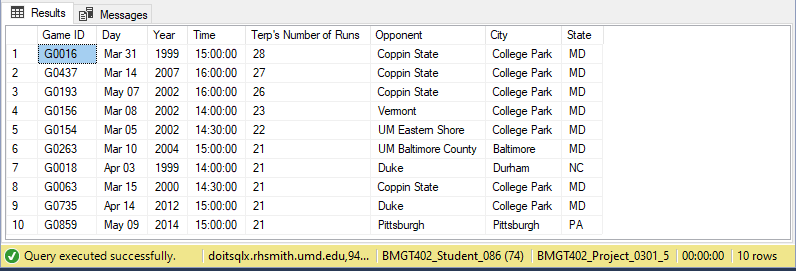 Results Messages
Game ID Day Year Time Terp's Number of Runs Opponent City State
1 G0016 Mar 31 1999 15:00:00 28 Coppin State College Park MD
2 G0437 Mar 14 2007 16:00:00 27 Coppin State College Park MD
3 G0193 May 07 2002 16:00:00 26 Coppin State College Park MD
4 G0156 Mar 08 2002 14:00:00 23 Vermont College Park MD
5 G0154 Mar 05 2002 14:30:00 22 UM Eastern Shore College Park MD
6 G0263 Mar 10 2004 15:00:00 21 UM Baltimore County Baltimore MD
7 G0018 Apr 03 1999 14:00:00 21 Duke Durham NC
8 G0063 Mar 15 2000 14:30:00 21 Coppin State College Park MD
9 G0735 Apr 14 2012 15:00:00 21 Duke College Park MD
10 G0859 May 09 2014 15:00:00 21 Pittsburgh Pittsburgh PA
Query executed successfully. doitsqlx.rhsmith.umd.edu,94... BMGT402_Student_086 (74) BMGT402_Project_0301_5 00:00:00 10 rows